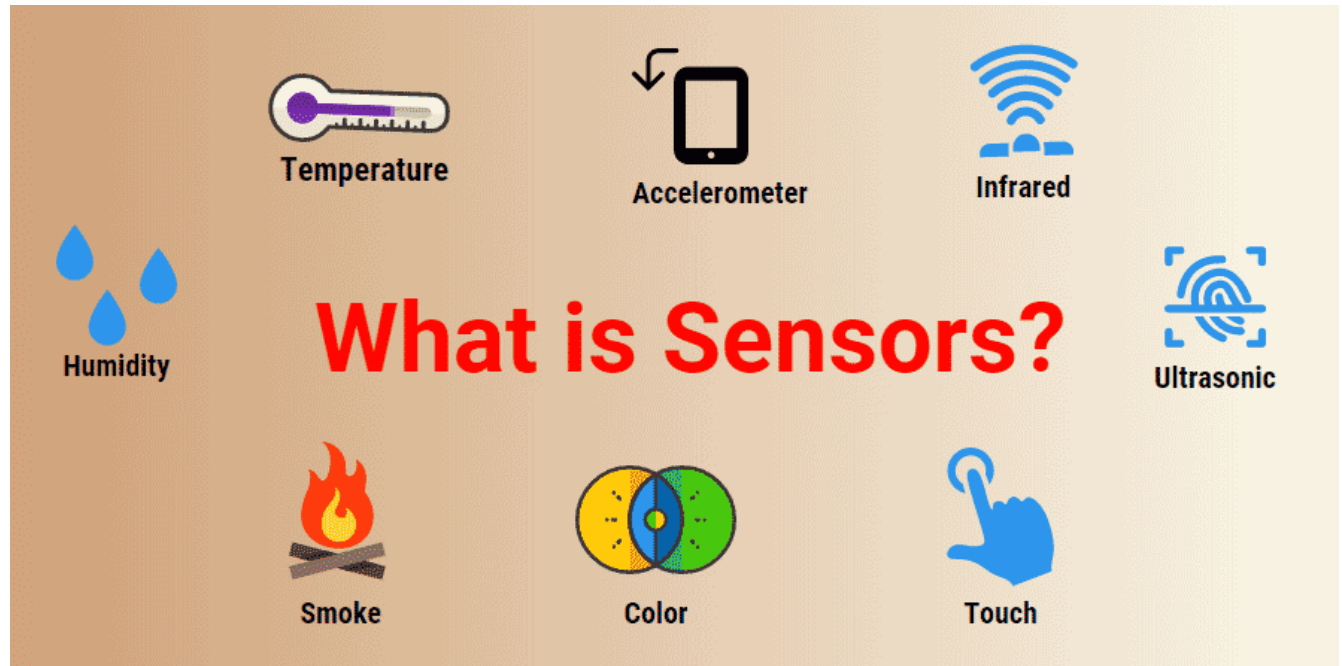 Temperature
Accelerometer
Infrared
Humidity
What is Sensors?
Ultrasonic
Smoke
Color
Touch